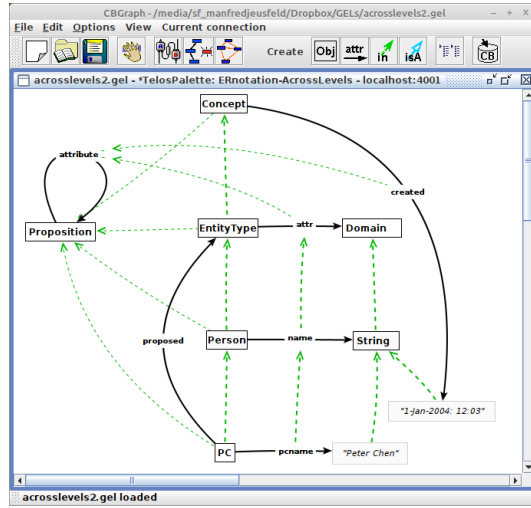 CBGraph - /media/sf_manfredjeusfeld/Dropbox/GELs/acrosslevels2.gel
File Edit Options View Current connection
Create Obj attr in isA CB
acrosslevels2.gel - *TelosPalette: ERnotation-AcrossLevels - localhost:4001
Concept
attribute
created
Proposition
EntityType
attr
Domain
proposed
Person
name
String
"1-Jan-2004: 12:03"
PC
pcname
"Peter Chen"
acrosslevels2.gel loaded